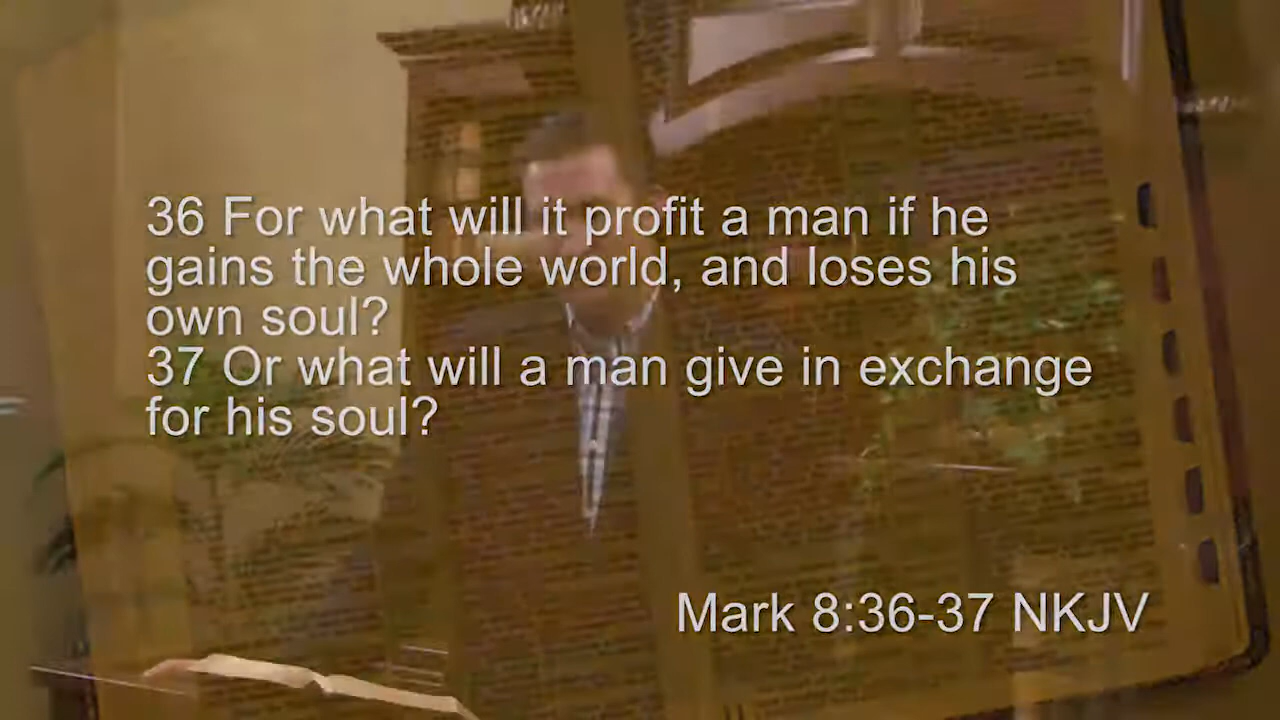 36 For what will it profit a man if he
gains the whole world, and loses his
own soul?
37 Or what will a man give in exchange
for his soul?
Mark 8:36-37 NKJV